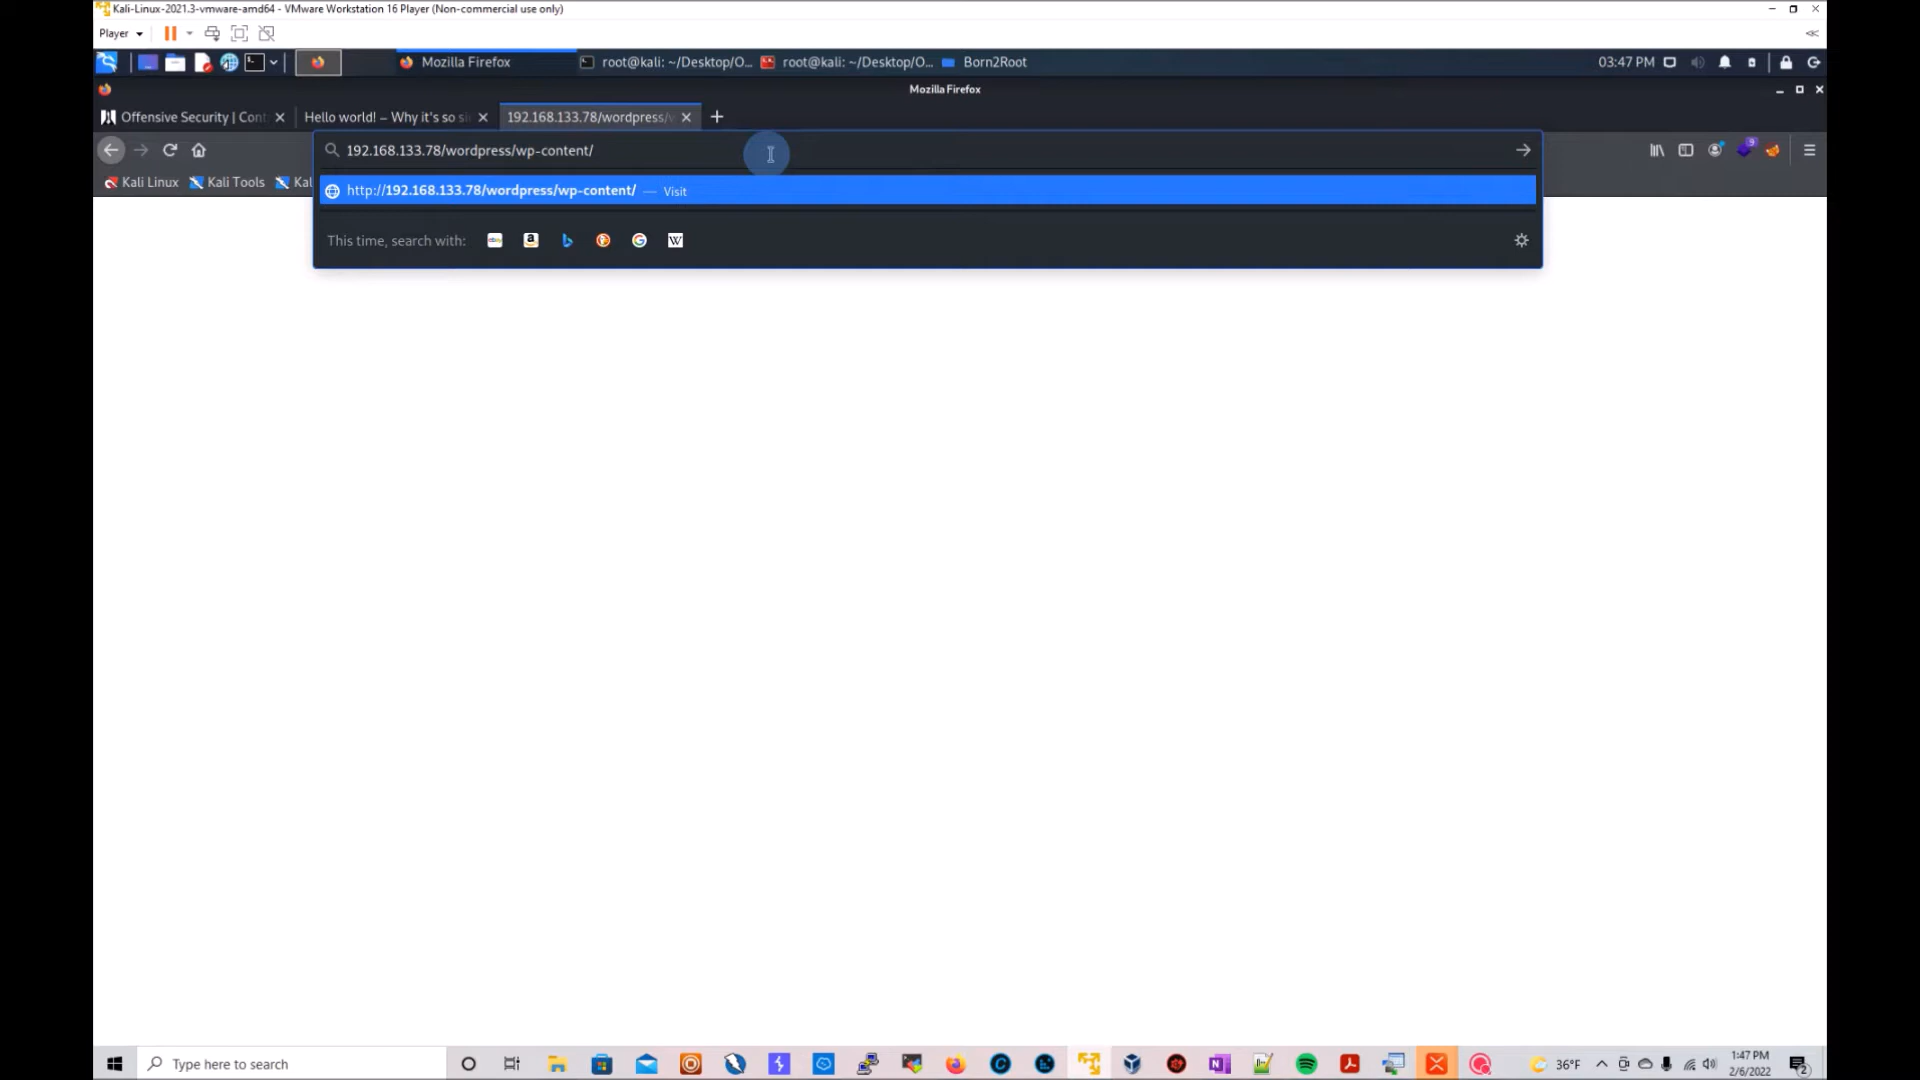 Kali-Linux-2021.3-vmware-amd64 - VMware Workstation 16 Player (Non-commercial use only)
Player
Mozilla Firefox
root@kali: ~/Desktop/O...
root@kali: ~/Desktop/O...
Born2Root
03:47 PM
Mozilla Firefox
Offensive Security | Cont
Hello world! – Why it's so si
192.168.133.78/wordpress/
192.168.133.78/wordpress/wp-content/
9
Kali Linux
Kali Tools
Kal
http://192.168.133.78/wordpress/wp-content/ — Visit
This time, search with:
Type here to search
36°F
1:47 PM
2/6/2022
2